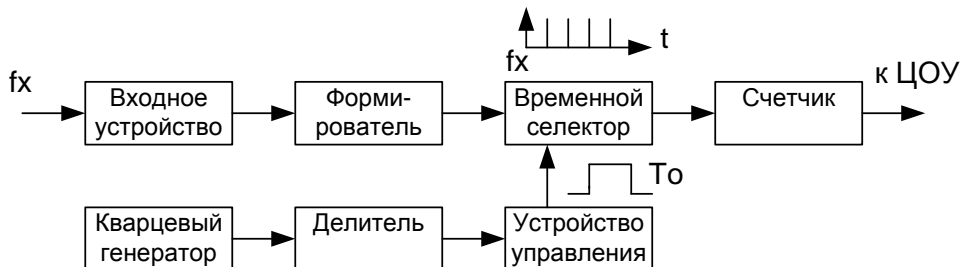 t
fx
fx
к ЦОУ
Входное
устройство
Форми-
рователь
Временной
селектор
Счетчик
То
Кварцевый
генератор
Делитель
Устройство
управления